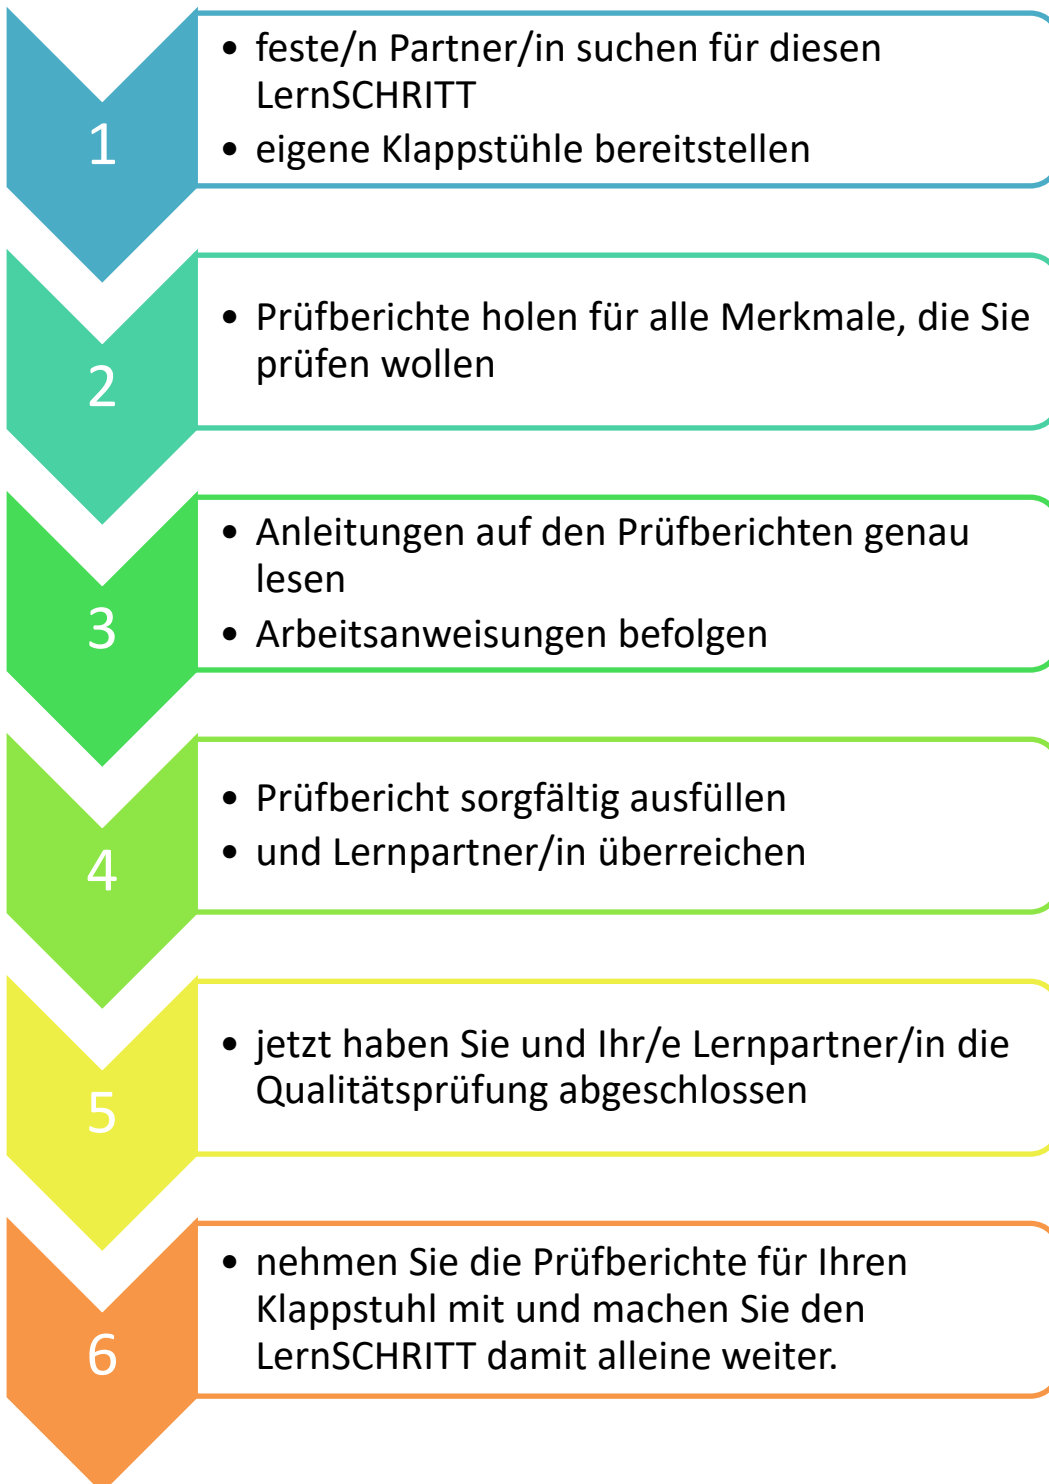 1
• feste/n Partner/in suchen für diesen
LernSCHRITT
• eigene Klappstühle bereitstellen
2
• Prüfberichte holen für alle Merkmale, die Sie
prüfen wollen
3
• Anleitungen auf den Prüfberichten genau
lesen
• Arbeitsanweisungen befolgen
4
• Prüfbericht sorgfältig ausfüllen
• und Lernpartner/in überreichen
5
• jetzt haben Sie und Ihr/e Lernpartner/in die
Qualitätsprüfung abgeschlossen
6
• nehmen Sie die Prüfberichte für Ihren
Klappstuhl mit und machen Sie den
LernSCHRITT damit alleine weiter.